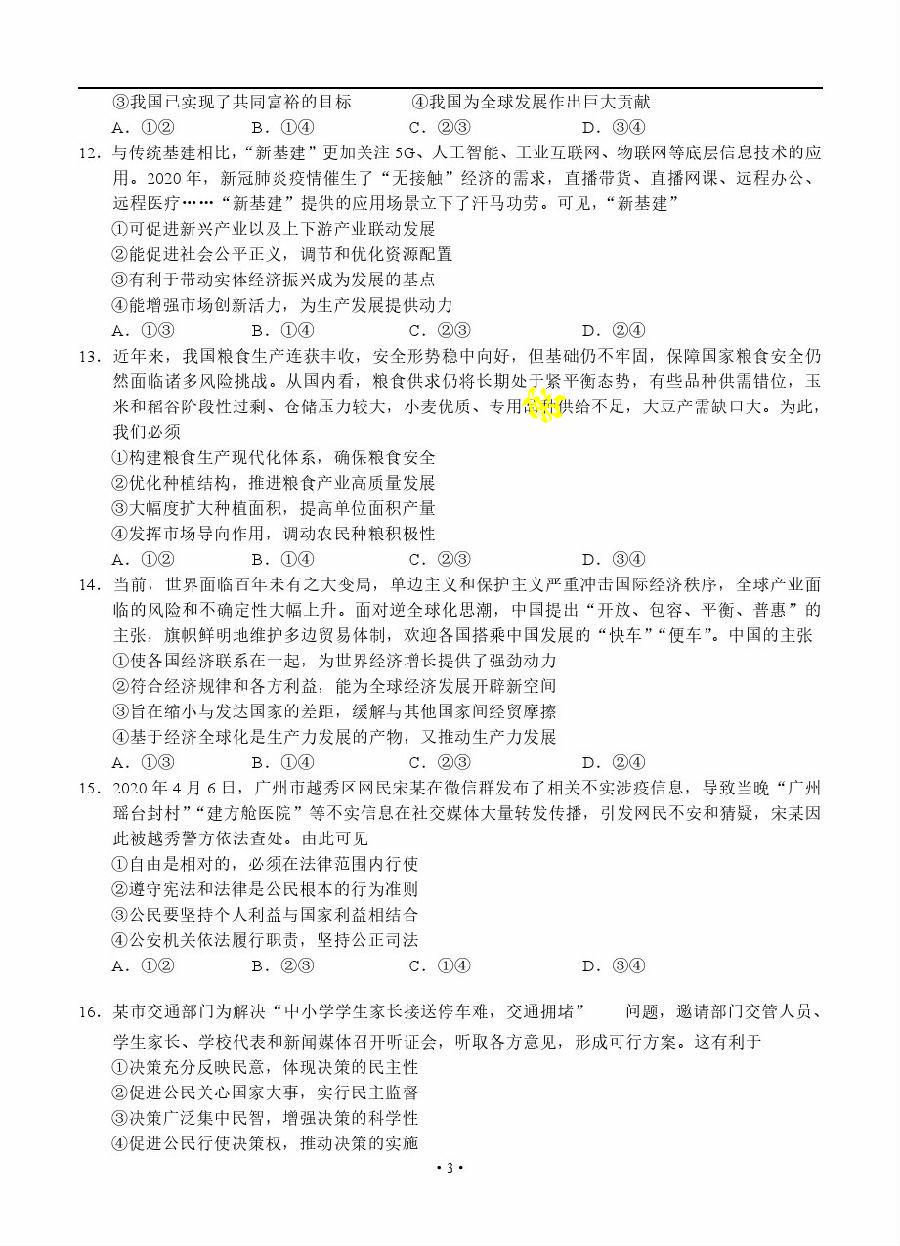 ③我国已实现了共同富裕的目标 ④我国为全球发展作出巨大贡献
A．①② B．①④ C．②③ D．③④
12．与传统基建相比，“新基建”更加关注 5G、人工智能、工业互联网、物联网等底层信息技术的应
用。2020 年，新冠肺炎疫情催生了“无接触”经济的需求，直播带货、直播网课、远程办公、
远程医疗……“新基建”提供的应用场景立下了汗马功劳。可见，“新基建”
①可促进新兴产业以及上下游产业联动发展
②能促进社会公平正义，调节和优化资源配置
③有利于带动实体经济振兴成为发展的基点
④能增强市场创新活力，为生产发展提供动力
A．①③ B．①④ C．②③ D．②④
13．近年来，我国粮食生产连获丰收，安全形势稳中向好，但基础仍不牢固，保障国家粮食安全仍
然面临诸多风险挑战。从国内看，粮食供求仍将长期处于紧平衡态势，有些品种供需错位，玉
米和稻谷阶段性过剩、仓储压力较大，小麦优质、专用品种供给不足，大豆产需缺口大。为此，
我们必须
①构建粮食生产现代化体系，确保粮食安全
②优化种植结构，推进粮食产业高质量发展
③大幅度扩大种植面积，提高单位面积产量
④发挥市场导向作用，调动农民种粮积极性
A．①② B．①④ C．②③ D．③④
14．当前，世界面临百年未有之大变局，单边主义和保护主义严重冲击国际经济秩序，全球产业面
临的风险和不确定性大幅上升。面对逆全球化思潮，中国提出“开放、包容、平衡、普惠”的
主张，旗帜鲜明地维护多边贸易体制，欢迎各国搭乘中国发展的“快车”“便车”。中国的主张
①使各国经济联系在一起，为世界经济增长提供了强劲动力
②符合经济规律和各方利益，能为全球经济发展开辟新空间
③旨在缩小与发达国家的差距，缓解与其他国家间经贸摩擦
④基于经济全球化是生产力发展的产物，又推动生产力发展
A．①③ B．①④ C．②③ D．②④
15．2020 年 4 月 6 日，广州市越秀区网民宋某在微信群发布了相关不实涉疫信息，导致当晚“广州
瑶台封村”“建方舱医院”等不实信息在社交媒体大量转发传播，引发网民不安和猜疑，宋某因
此被越秀警方依法查处。由此可见
①自由是相对的，必须在法律范围内行使
②遵守宪法和法律是公民根本的行为准则
③公民要坚持个人利益与国家利益相结合
④公安机关依法履行职责，坚持公正司法
A．①② B．②③ C．①④ D．③④
16．某市交通部门为解决“中小学学生家长接送停车难，交通拥堵” 问题，邀请部门交管人员、
学生家长、学校代表和新闻媒体召开听证会，听取各方意见，形成可行方案。这有利于
①决策充分反映民意，体现决策的民主性
②促进公民关心国家大事，实行民主监督
③决策广泛集中民智，增强决策的科学性
④促进公民行使决策权，推动决策的实施
• 3 •